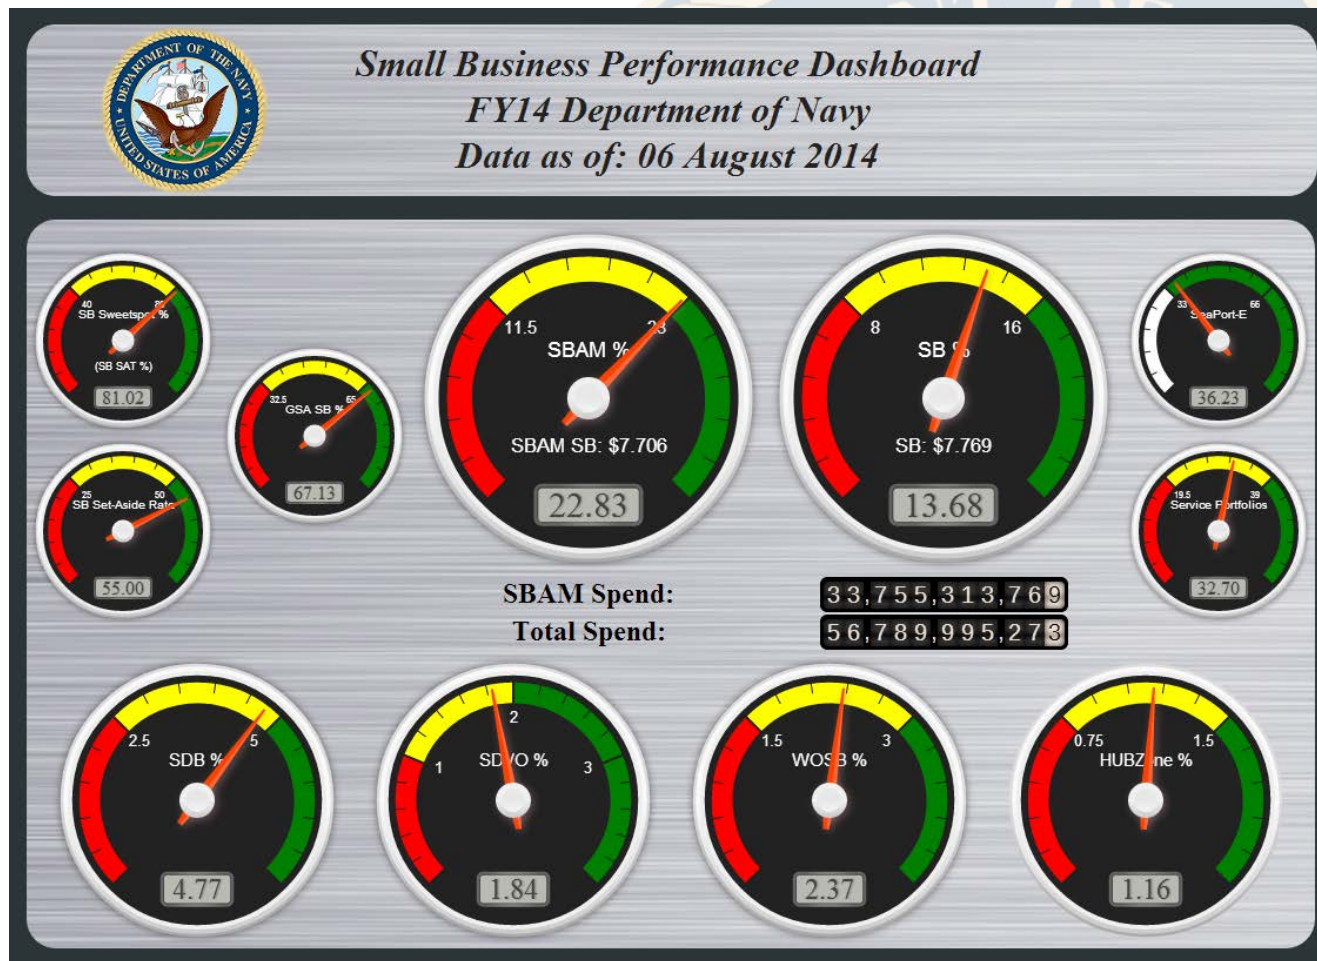 DEPARTMENT OF THE NAVY
UNITED STATES OF AMERICA
Small Business Performance Dashboard
FY14 Department of Navy
Data as of: 06 August 2014
40 80
SB Sweetspot %
(SB SAT %)
81.02
32.5 65
GSA SB %
67.13
25 50
SB Set-Aside Rate
55.00
11.5 23
SBAM %
SBAM SB: $7.706
22.83
8 16
SB %
SB: $7.769
13.68
33 66
SeaPort-E
36.23
19.5 39
Service Portfolios
32.70
SBAM Spend: 33,755,313,769
Total Spend: 56,789,995,273
2.5 5
SDB %
4.77
1 2 3
SDVO %
1.84
1.5 3
WOSB %
2.37
0.75 1.5
HUBZone %
1.16